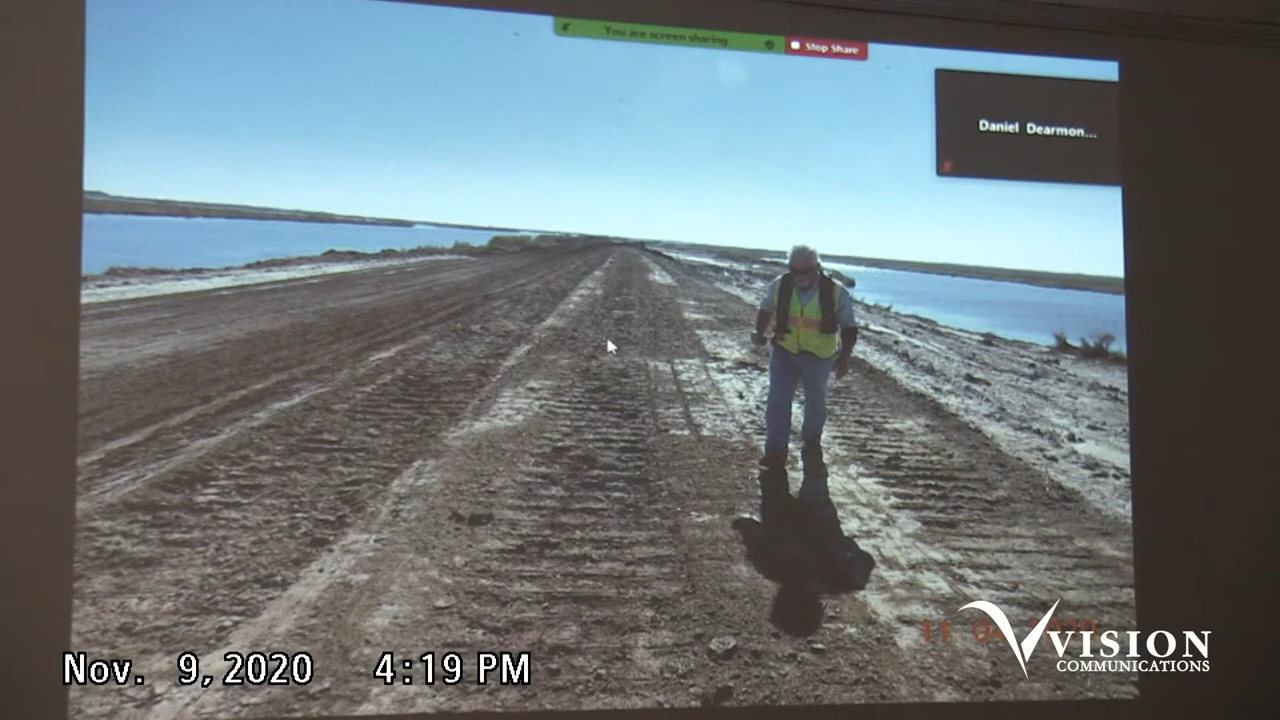 You are screen sharing
Stop Share
Daniel Dearmon...
Nov. 9, 2020 4:19 PM
VISION
COMMUNICATIONS